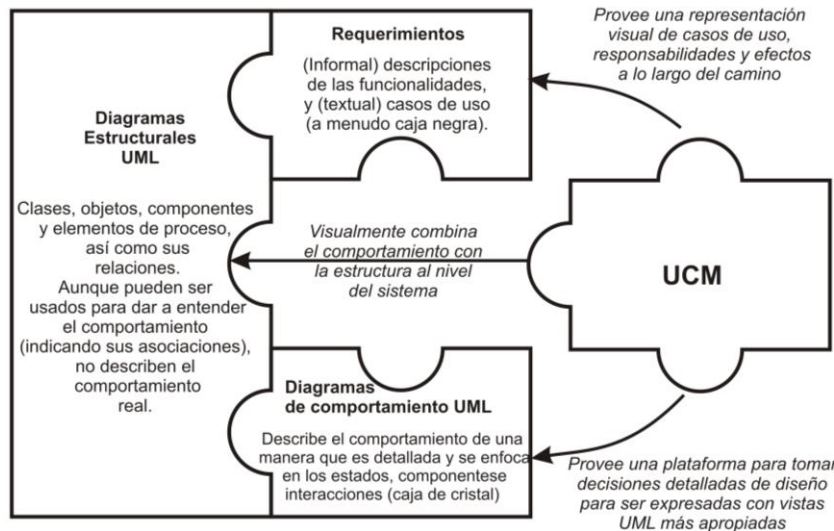 Diagramas
Estructurales
UML
Clases, objetos, componentes
y elementos de proceso,
así como sus
relaciones.
Aunque pueden ser
usados para dar a entender
el comportamiento
(indicando sus asociaciones),
no describen el
comportamiento
real.
Requerimientos
(Informal) descripciones
de las funcionalidades,
y (textual) casos de uso
(a menudo caja negra).
Provee una representación
visual de casos de uso,
responsabilidades y efectos
a lo largo del camino
Visualmente combina
el comportamiento con
la estructura al nivel
del sistema
UCM
Diagramas
de comportamiento UML
Describe el comportamiento de una
manera que es detallada y se enfoca
en los estados, componentese
interacciones (caja de cristal)
Provee una plataforma para tomar
decisiones detalladas de diseño
para ser expresadas con vistas
UML más apropiadas